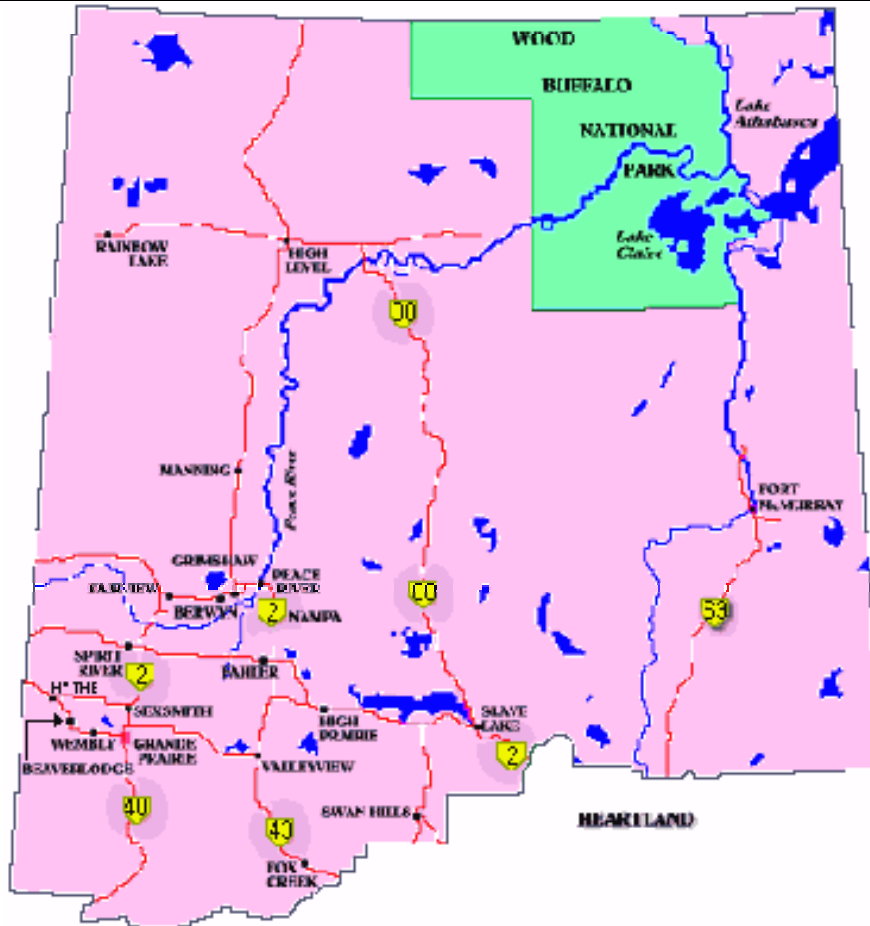 WOOD
BUFFALO
NATIONAL
PARK
Lake
Athabasca
Lake
Claire
RAINBOW
LAKE
HIGH
LEVEL
MANNING
Peace River
FORT
McMURRAY
GRIMSHAW
PEACE
RIVER
FAIRVIEW
BERWYN
2
NAMPA
63
SPIRIT
RIVER
2
FAHLER
SEXSMITH
HIGH
PRAIRIE
SLAVE
LAKE
2
WEMBLY
GRANDE
PRAIRIE
BEAVERLODGE
VALLEYVIEW
40
43
SWAN HILLS
HEARTLAND
FOX
CREEK